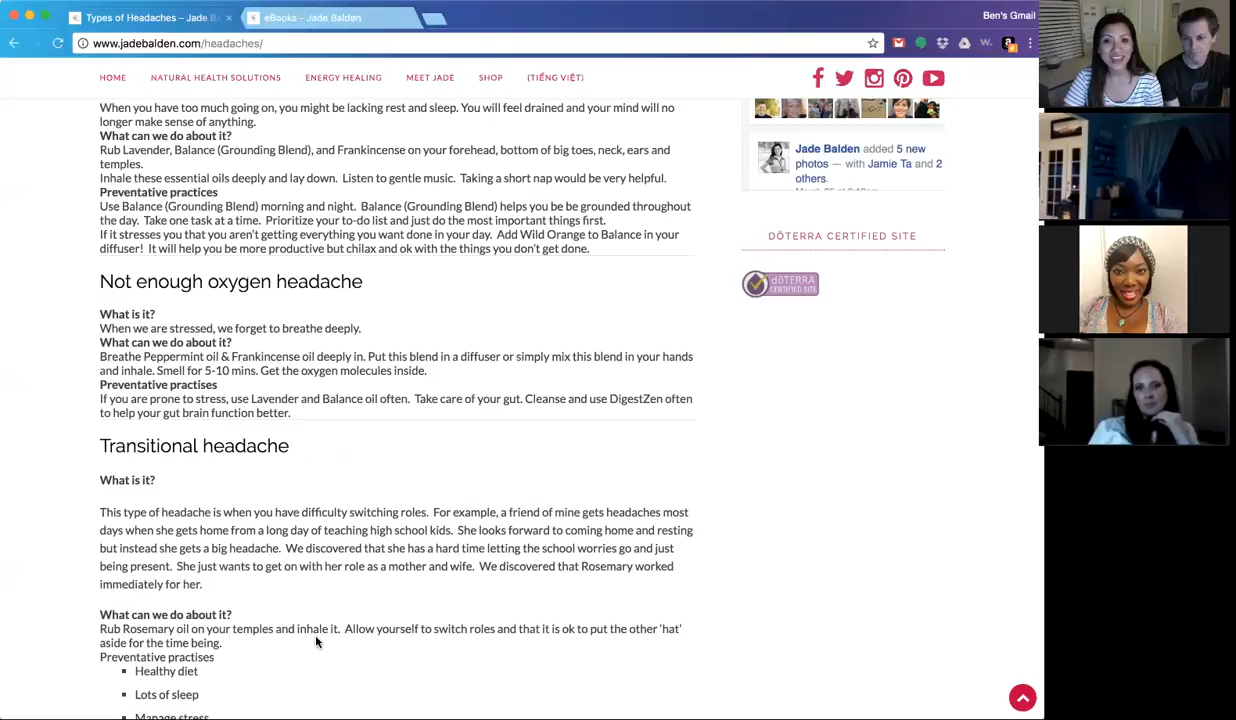 Types of Headaches – Jade B
eBooks – Jade Balden
Ben's Gmail
www.jadebalden.com/headaches/
HOME
NATURAL HEALTH SOLUTIONS
ENERGY HEALING
MEET JADE
SHOP
(TIẾNG VIỆT)
When you have too much going on, you might be lacking rest and sleep. You will feel drained and your mind will no
longer make sense of anything.
What can we do about it?
Rub Lavender, Balance (Grounding Blend), and Frankincense on your forehead, bottom of big toes, neck, ears and
temples.
Inhale these essential oils deeply and lay down. Listen to gentle music. Taking a short nap would be very helpful.
Preventative practices
Use Balance (Grounding Blend) morning and night. Balance (Grounding Blend) helps you be be grounded throughout
the day. Take one task at a time. Prioritize your to-do list and just do the most important things first.
If it stresses you that you aren't getting everything you want done in your day. Add Wild Orange to Balance in your
diffuser! It will help you be more productive but chilax and ok with the things you don't get done.
Not enough oxygen headache
What is it?
When we are stressed, we forget to breathe deeply.
What can we do about it?
Breathe Peppermint oil & Frankincense oil deeply in. Put this blend in a diffuser or simply mix this blend in your hands
and inhale. Smell for 5-10 mins. Get the oxygen molecules inside.
Preventative practises
If you are prone to stress, use Lavender and Balance oil often. Take care of your gut. Cleanse and use DigestZen often
to help your gut brain function better.
Transitional headache
What is it?
This type of headache is when you have difficulty switching roles. For example, a friend of mine gets headaches most
days when she gets home from a long day of teaching high school kids. She looks forward to coming home and resting
but instead she gets a big headache. We discovered that she has a hard time letting the school worries go and just
being present. She just wants to get on with her role as a mother and wife. We discovered that Rosemary worked
immediately for her.
What can we do about it?
Rub Rosemary oil on your temples and inhale it. Allow yourself to switch roles and that it is ok to put the other 'hat'
aside for the time being.
Preventative practises
Healthy diet
Lots of sleep
Manage stress
Jade Balden added 5 new
photos — with Jamie Ta and 2
others.
DŌTERRA CERTIFIED SITE
dōTERRA
CERTIFIED SITE